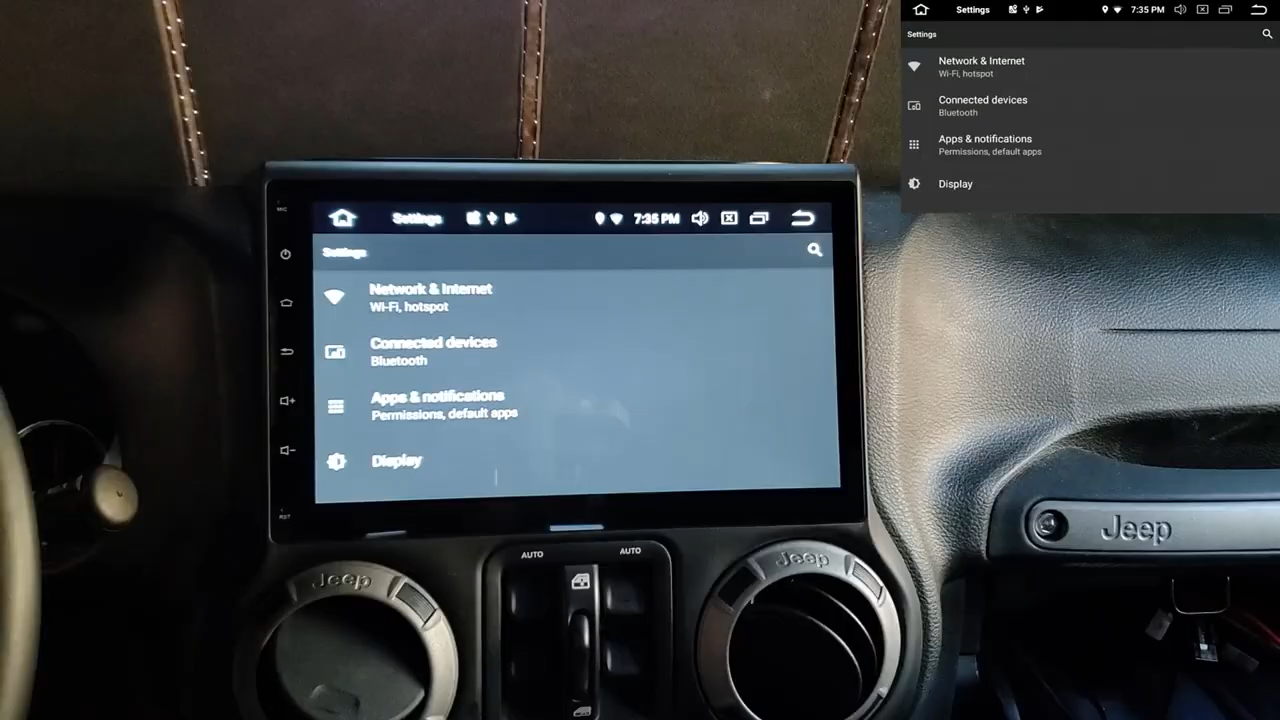 MIC
Settings
7:35 PM
Settings
Network & Internet
Wi-Fi, hotspot
Connected devices
Bluetooth
Apps & notifications
Permissions, default apps
Display
RST
Settings
7:35 PM
Settings
Network & Internet
Wi-Fi, hotspot
Connected devices
Bluetooth
Apps & notifications
Permissions, default apps
Display
AUTO
AUTO
Jeep
Jeep
Jeep